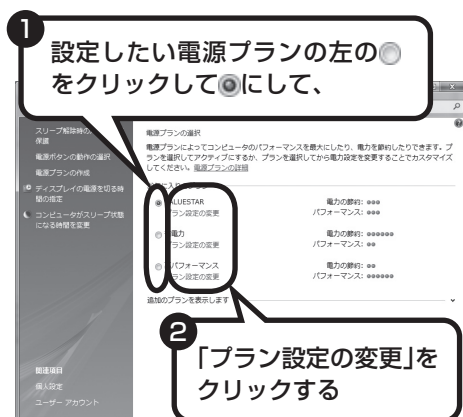 1
設定したい電源プランの左の
をクリックして にして、
スリープ解除時の
保護
電源ボタンの動作の選択
電源プランの作成
ディスプレイの電源を切る時
間の指定
コンピュータがスリープ状態
になる時間を変更
関連項目
個人設定
ユーザー アカウント
電源プランの選択
電源プランによってコンピュータのパフォーマンスを最大にしたり、電力を節約したりできます。プ
ランを選択してアクティブにするか、プランを選択してから電力設定を変更することでカスタマイズ
してください。電源プランの詳細
ALUESTAR
プラン設定の変更
電力の節約:
パフォーマンス:
電力
プラン設定の変更
電力の節約:
パフォーマンス:
パフォーマンス
プラン設定の変更
電力の節約:
パフォーマンス:
追加のプランを表示します
2
「プラン設定の変更」を
クリックする